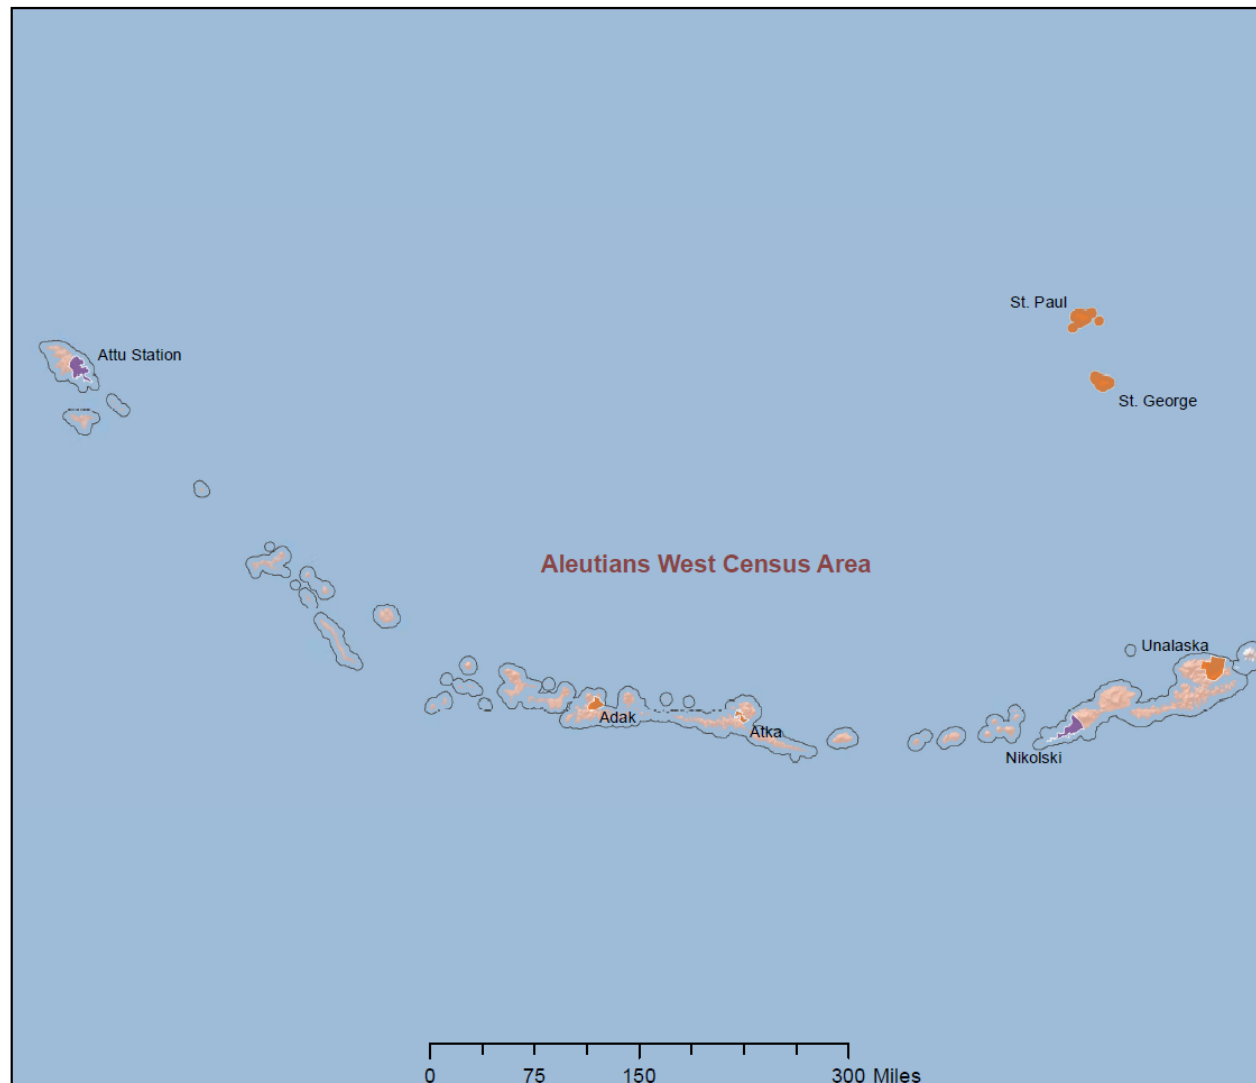 St. Paul
Attu Station
St. George
Aleutians West Census Area
Unalaska
Adak
Atka
Nikolski
0 75 150 300 Miles